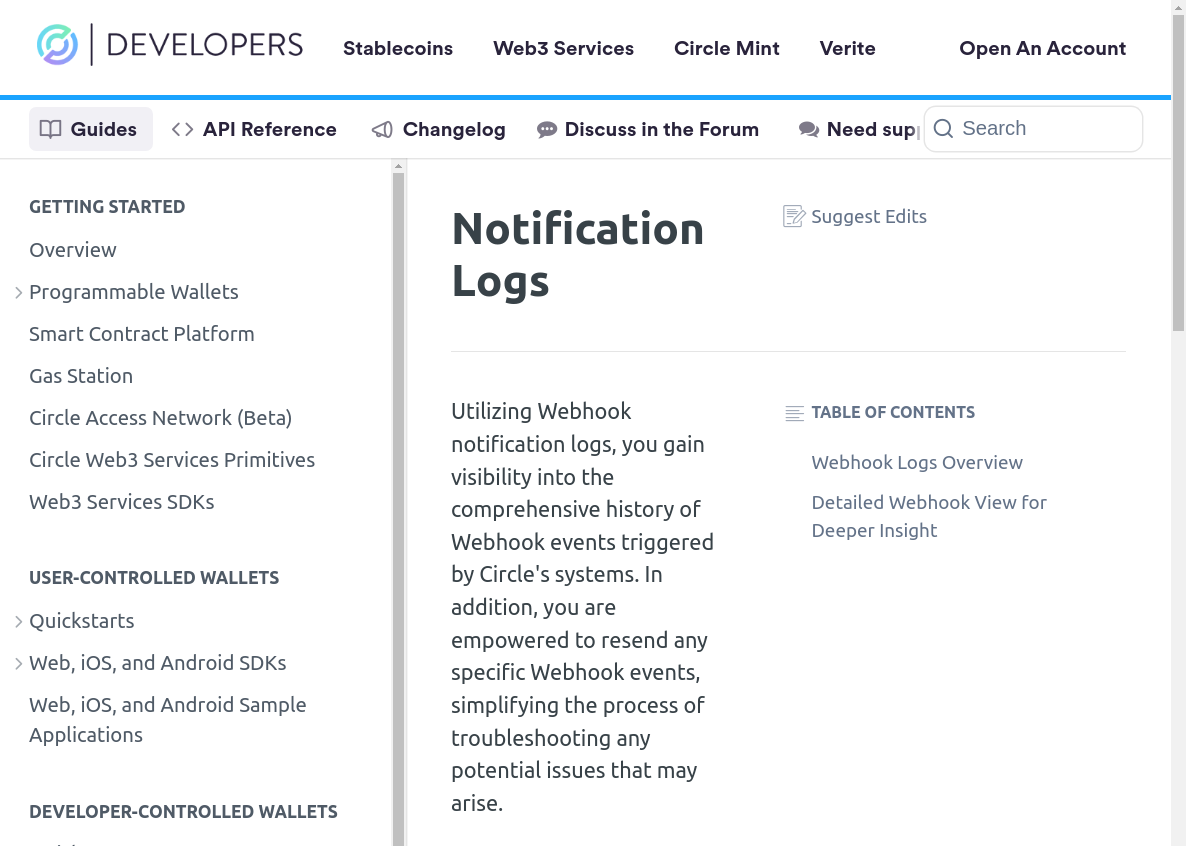 DEVELOPERS
Stablecoins
Web3 Services
Circle Mint
Verite
Open An Account
Guides
API Reference
Changelog
Discuss in the Forum
Need sup
Search
GETTING STARTED
Overview
Programmable Wallets
Smart Contract Platform
Gas Station
Circle Access Network (Beta)
Circle Web3 Services Primitives
Web3 Services SDKs
USER-CONTROLLED WALLETS
Quickstarts
Web, iOS, and Android SDKs
Web, iOS, and Android Sample
Applications
DEVELOPER-CONTROLLED WALLETS
Notification
Logs
Suggest Edits
Utilizing Webhook
notification logs, you gain
visibility into the
comprehensive history of
Webhook events triggered
by Circle's systems. In
addition, you are
empowered to resend any
specific Webhook events,
simplifying the process of
troubleshooting any
potential issues that may
arise.
TABLE OF CONTENTS
Webhook Logs Overview
Detailed Webhook View for
Deeper Insight